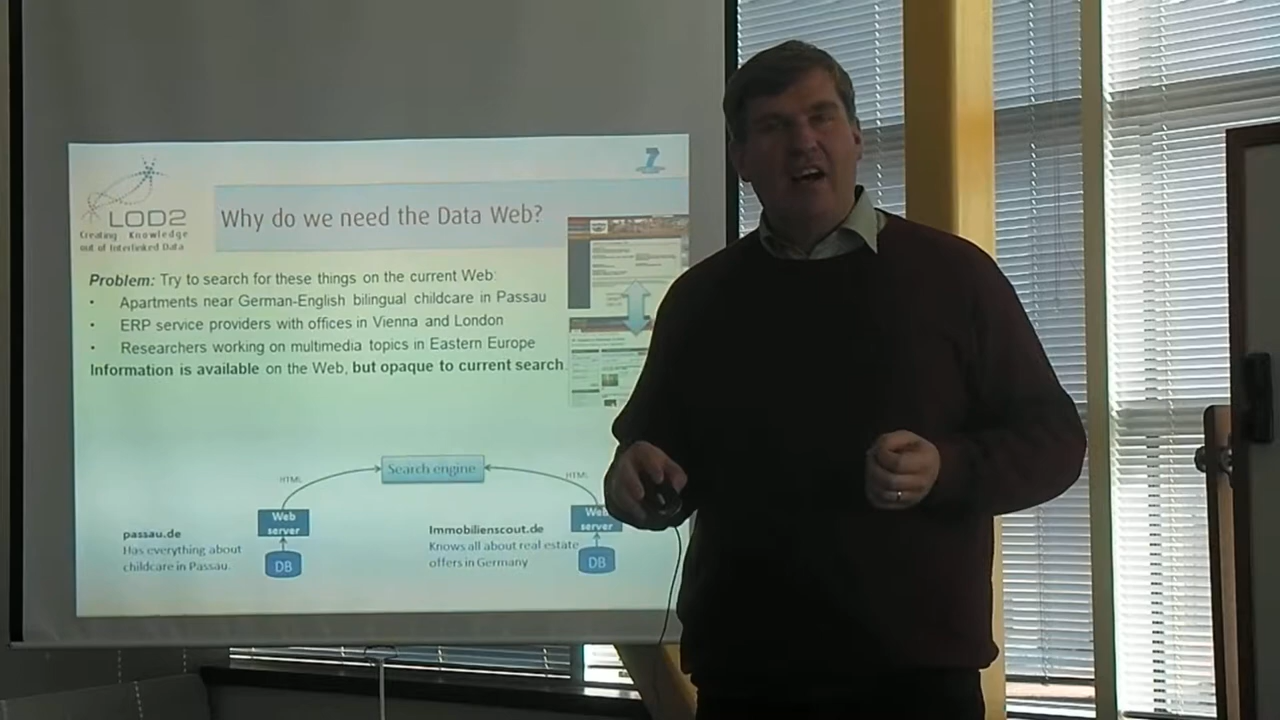 7
LOD2
Creating Knowledge
out of Interlinked Data
Why do we need the Data Web?
Problem: Try to search for these things on the current Web:
• Apartments near German-English bilingual childcare in Passau
• ERP service providers with offices in Vienna and London
• Researchers working on multimedia topics in Eastern Europe
Information is available on the Web, but opaque to current search
Search engine
HTML
HTML
Web
server
DB
passau.de
Has everything about
childcare in Passau.
Immobilienscout.de
Knows all about real estate
offers in Germany
Web
server
DB